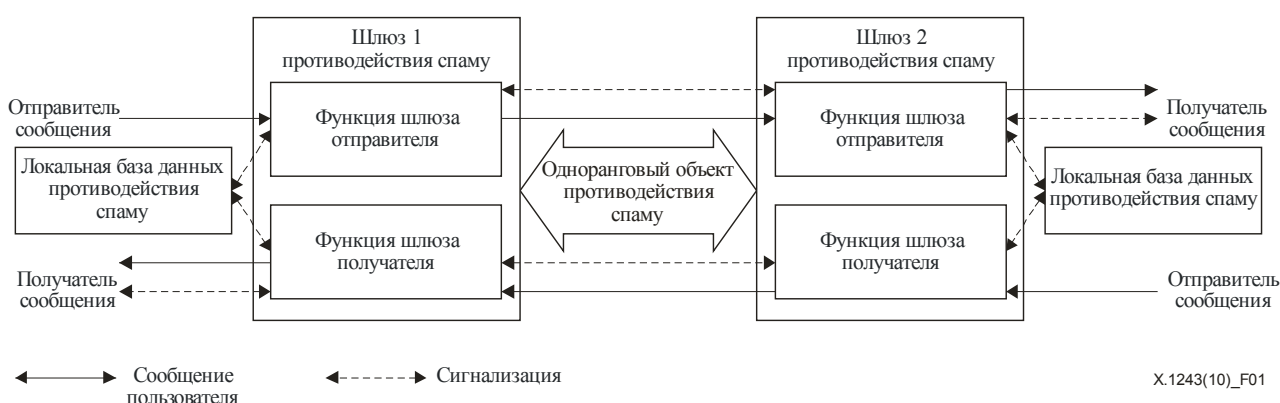 Шлюз 1
противодействия спаму
Шлюз 2
противодействия спаму
Отправитель
сообщения
Функция шлюза
отправителя
Функция шлюза
отправителя
Получатель
сообщения
Локальная база данных
противодействия
спаму
Одноранговый объект
противодействия
спаму
Локальная база данных
противодействия спаму
Функция шлюза
получателя
Функция шлюза
получателя
Получатель
сообщения
Отправитель
сообщения
Сообщение
пользователя
Сигнализация
X.1243(10)_F01